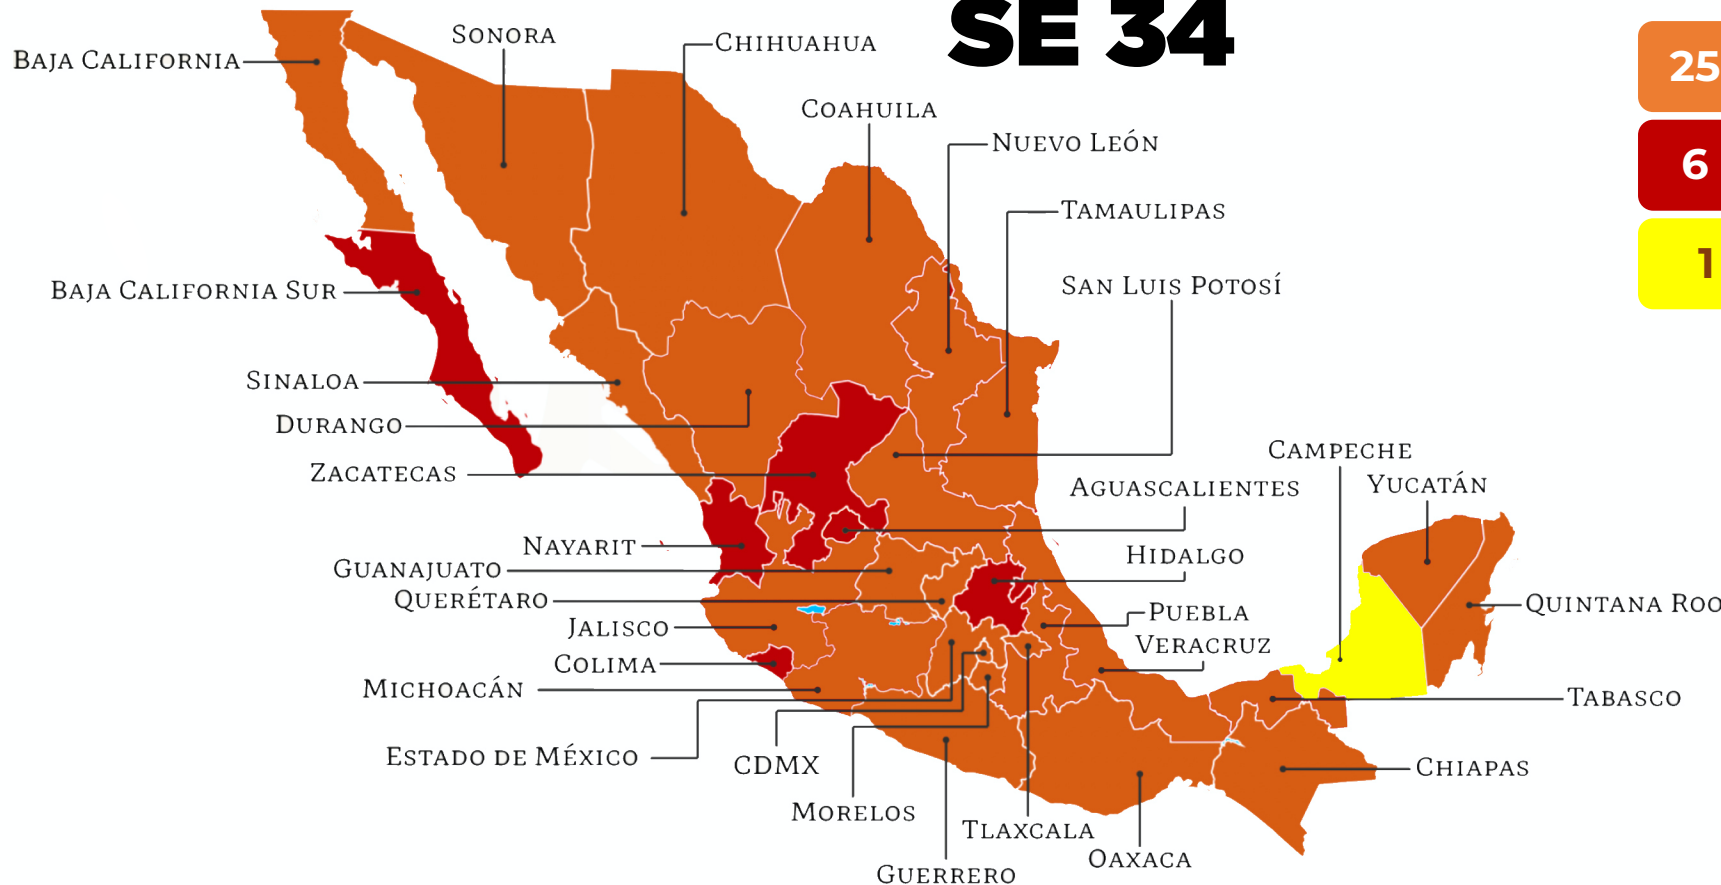 SE 34
25
6
1
BAJA CALIFORNIA
SONORA
CHIHUAHUA
COAHUILA
NUEVO LEÓN
TAMAULIPAS
SAN LUIS POTOSÍ
BAJA CALIFORNIA SUR
SINALOA
DURANGO
ZACATECAS
CAMPECHE
YUCATÁN
AGUASCALIENTES
NAYARIT
HIDALGO
GUANAJUATO
QUERÉTARO
QUINTANA ROO
PUEBLA
JALISCO
VERACRUZ
COLIMA
MICHOACÁN
TABASCO
ESTADO DE MÉXICO
CDMX
CHIAPAS
MORELOS
TLAXCALA
OAXACA
GUERRERO